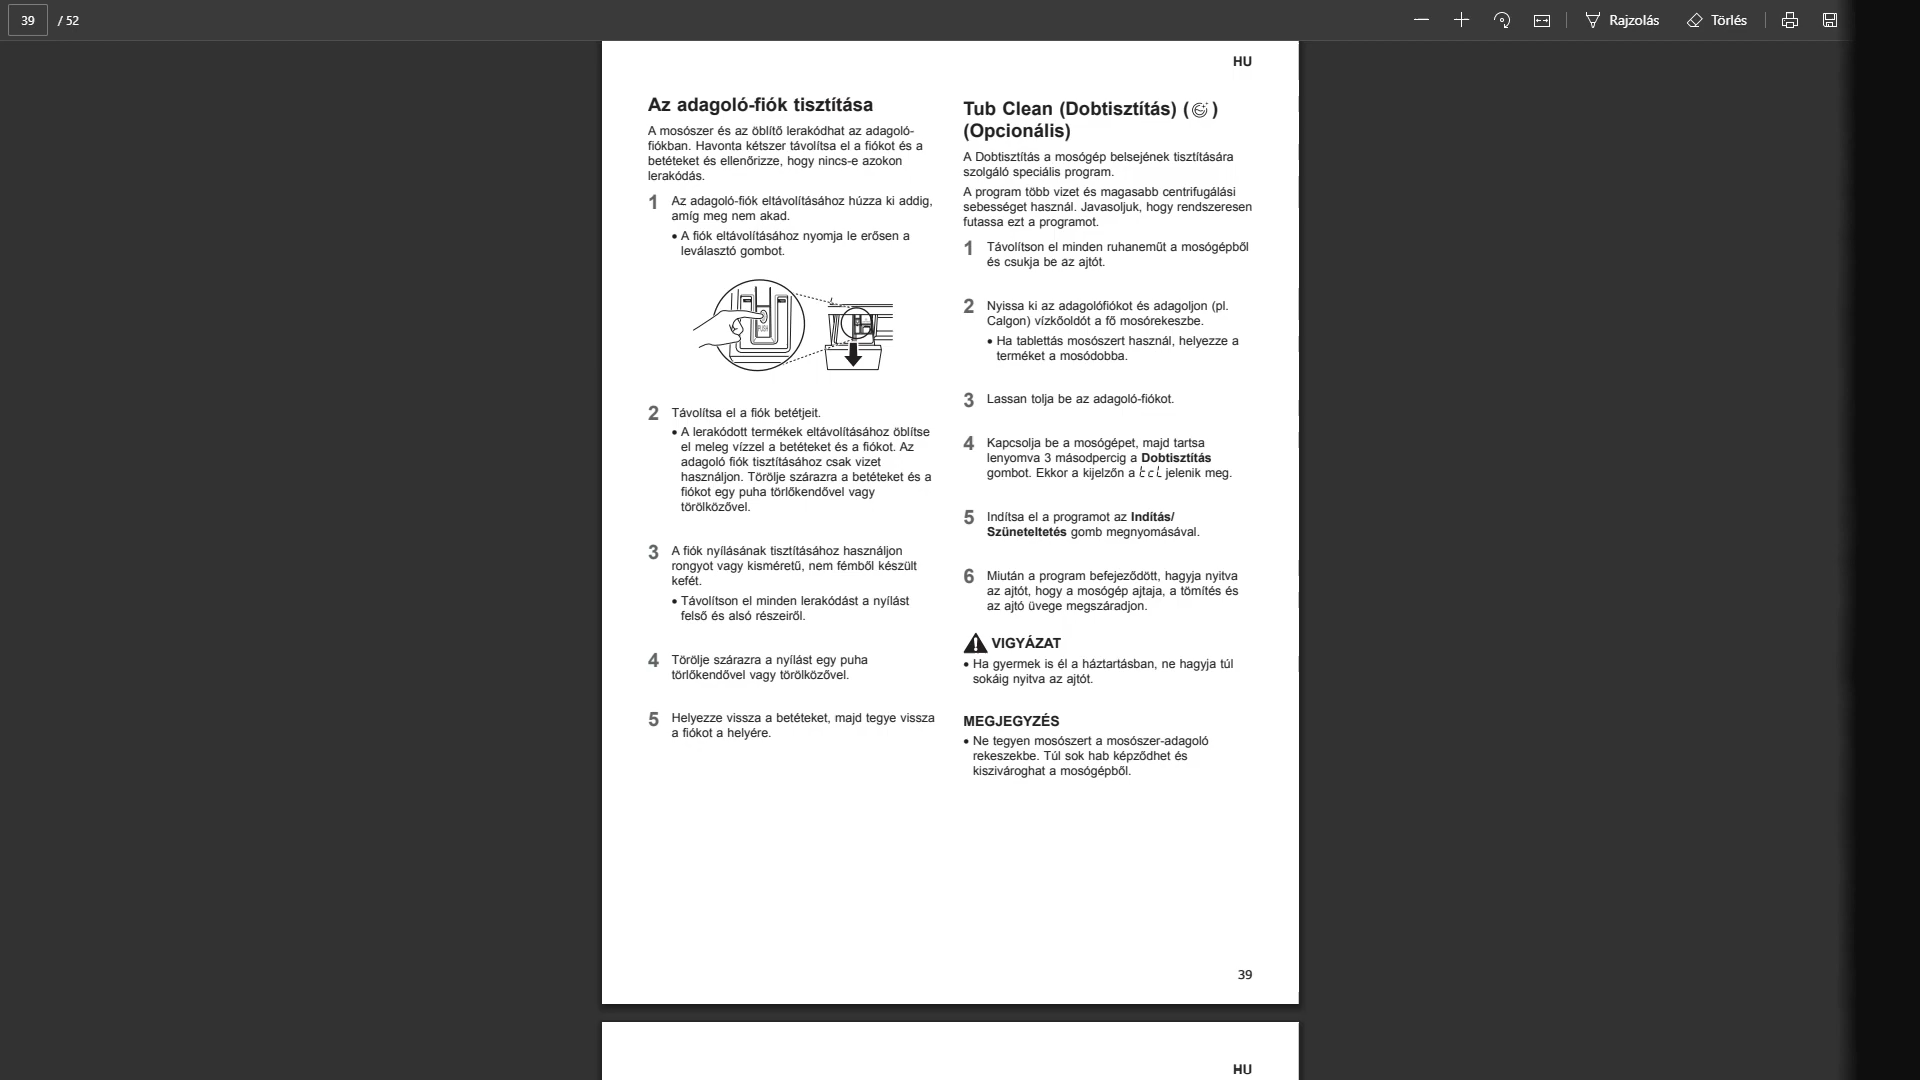 39 / 52
Rajzolás
Törlés
HU
Az adagoló-fiók tisztítása
A mosószer és az öblítő lerakódhat az adagoló-
fiókban. Havonta kétszer távolítsa el a fiókot és a
betéteket és ellenőrizze, hogy nincs-e azokon
lerakódás.
1 Az adagoló-fiók eltávolításához húzza ki addig,
amíg meg nem akad.
• A fiók eltávolításához nyomja le erősen a
leválasztó gombot.
PUSH
2 Távolítsa el a fiók betétjeit.
• A lerakódott termékek eltávolításához öblítse
el meleg vízzel a betéteket és a fiókot. Az
adagoló fiók tisztításához csak vizet
használjon. Törölje szárazra a betéteket és a
fiókot egy puha törlőkendővel vagy
törölközővel.
3 A fiók nyílásának tisztításához használjon
rongyot vagy kisméretű, nem fémből készült
kefét.
• Távolítson el minden lerakódást a nyílást
felső és alsó részeiről.
4 Törölje szárazra a nyílást egy puha
törlőkendővel vagy törölközővel.
5 Helyezze vissza a betéteket, majd tegye vissza
a fiókot a helyére.
Tub Clean (Dobtisztítás) ( )
(Opcionális)
A Dobtisztítás a mosógép belsejének tisztítására
szolgáló speciális program.
A program több vizet és magasabb centrifugálási
sebességet használ. Javasoljuk, hogy rendszeresen
futassa ezt a programot.
1 Távolítson el minden ruhaneműt a mosógépből
és csukja be az ajtót.
2 Nyissa ki az adagolófiókot és adagoljon (pl.
Calgon) vízkőoldót a fő mosórekeszbe.
• Ha tablettás mosószert használ, helyezze a
terméket a mosódobba.
3 Lassan tolja be az adagoló-fiókot.
4 Kapcsolja be a mosógépet, majd tartsa
lenyomva 3 másodpercig a Dobtisztítás
gombot. Ekkor a kijelzőn a tcL jelenik meg.
5 Indítsa el a programot az Indítás/
Szüneteltetés gomb megnyomásával.
6 Miután a program befejeződött, hagyja nyitva
az ajtót, hogy a mosógép ajtaja, a tömítés és
az ajtó üvege megszáradjon.
VIGYÁZAT
• Ha gyermek is él a háztartásban, ne hagyja túl
sokáig nyitva az ajtót.
MEGJEGYZÉS
• Ne tegyen mosószert a mosószer-adagoló
rekeszekbe. Túl sok hab képződhet és
kiszivároghat a mosógépből.
39
HU